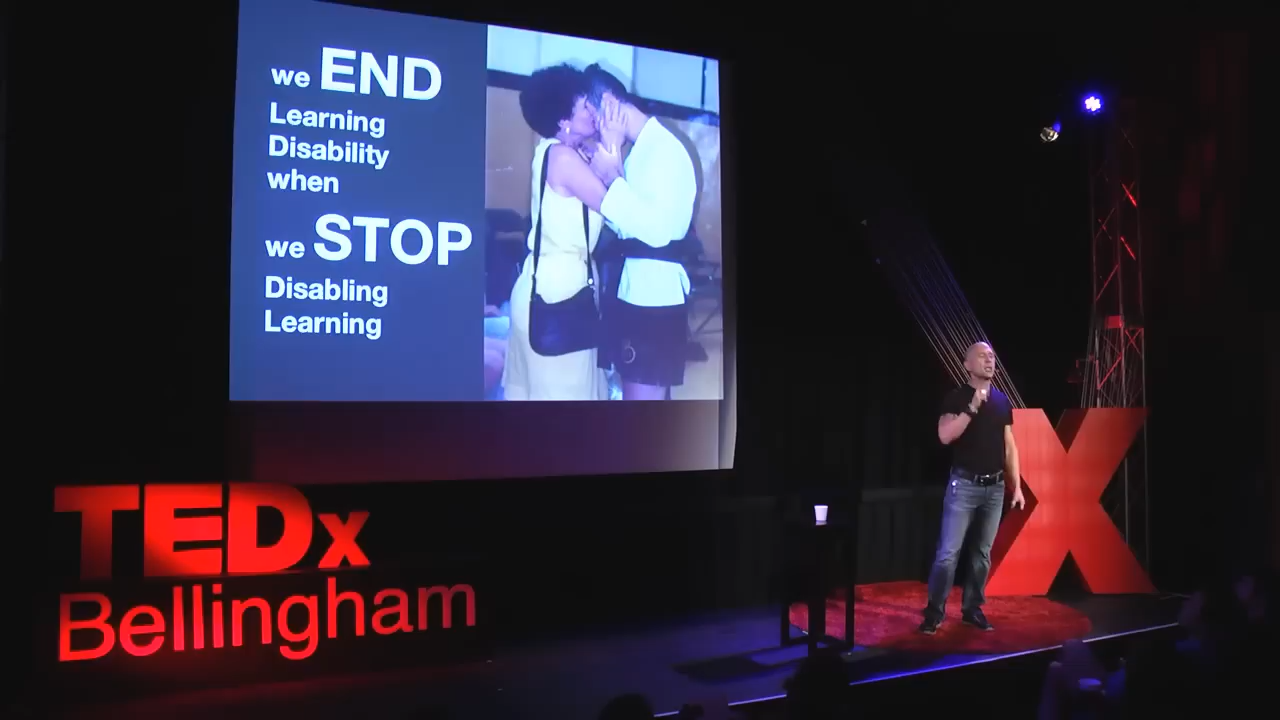 we END
Learning
Disability
when
we STOP
Disabling
Learning
TEDx
Bellingham
X